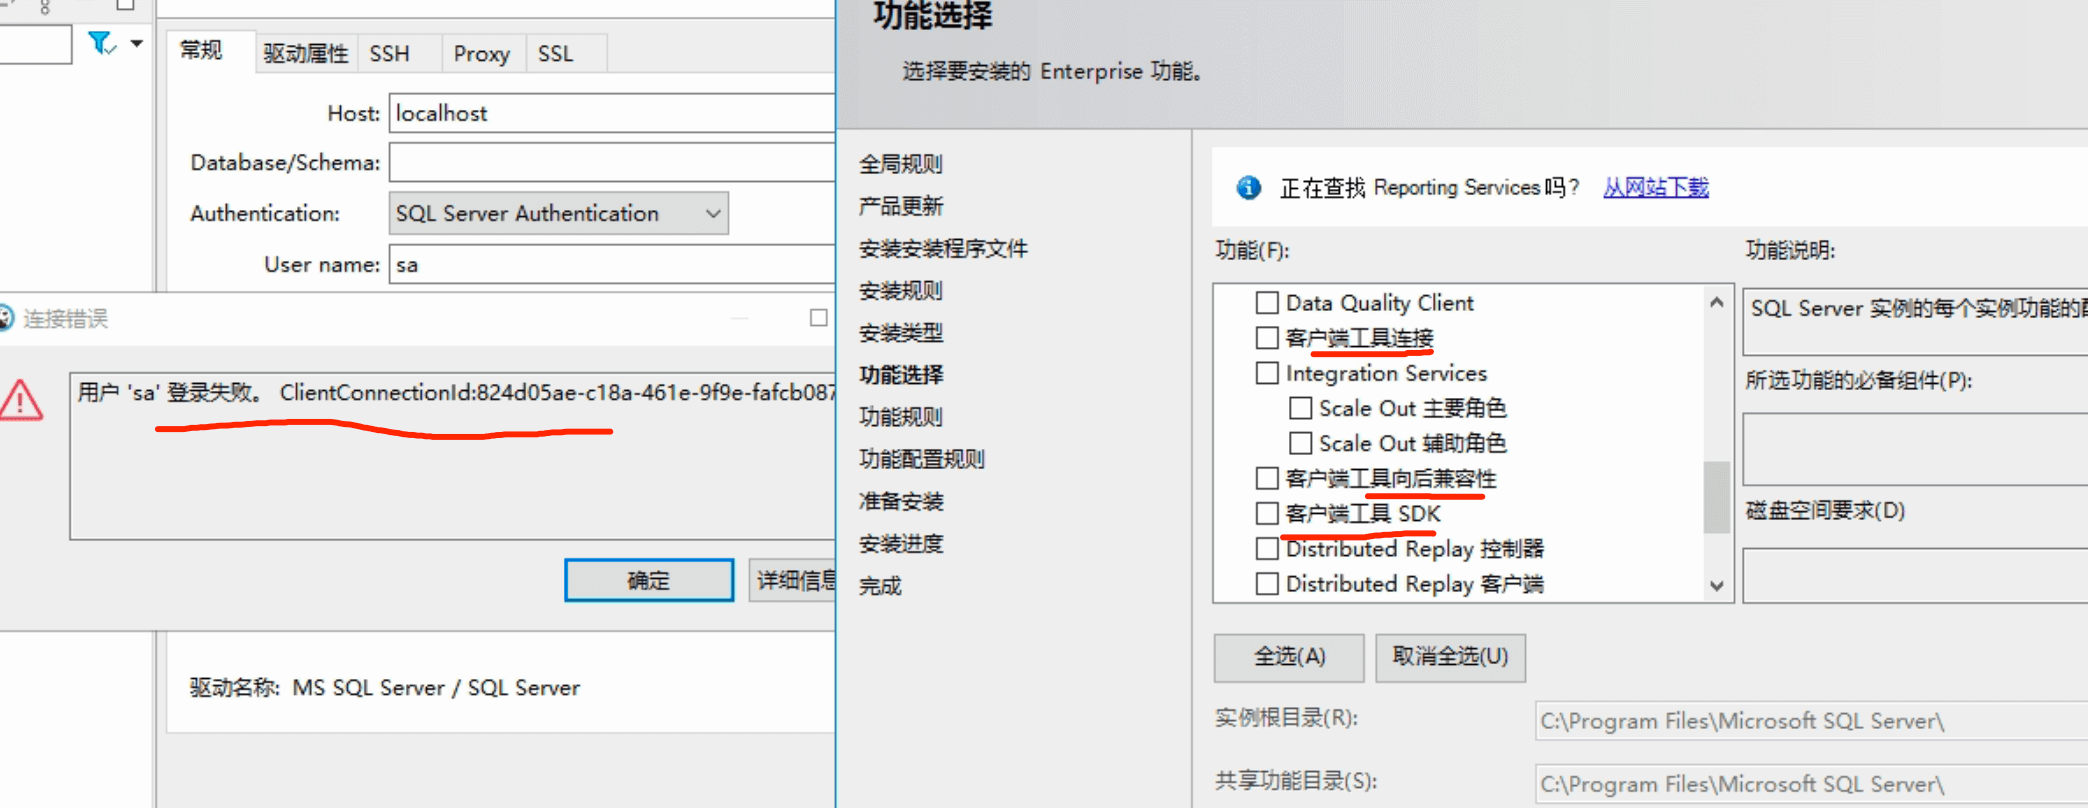 常规
驱动属性
SSH
Proxy
SSL
Host:
localhost
Database/Schema:
Authentication:
SQL Server Authentication
User name:
sa
连接错误
用户 'sa' 登录失败。 ClientConnectionId:824d05ae-c18a-461e-9f9e-fafcb087
确定
详细信息
驱动名称: MS SQL Server / SQL Server
功能选择
选择要安装的 Enterprise 功能。
全局规则
产品更新
安装安装程序文件
安装规则
安装类型
功能选择
功能规则
功能配置规则
准备安装
安装进度
完成
正在查找 Reporting Services吗? 从网站下载
功能(F):
Data Quality Client
客户端工具连接
Integration Services
Scale Out 主要角色
Scale Out 辅助角色
客户端工具向后兼容性
客户端工具 SDK
Distributed Replay 控制器
Distributed Replay 客户端
功能说明:
SQL Server 实例的每个实例功能的
所选功能的必备组件(P):
磁盘空间要求(D)
全选(A)
取消全选(U)
实例根目录(R):
C:\Program Files\Microsoft SQL Server\
共享功能目录(S):
C:\Program Files\Microsoft SQL Server\